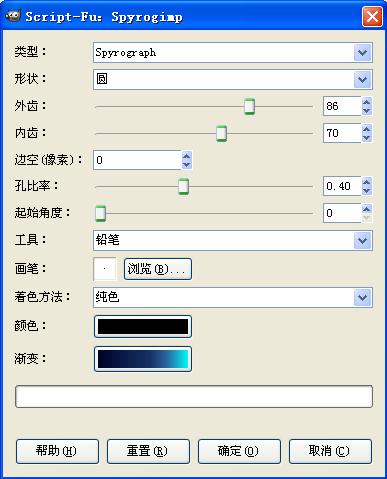 Script-Fu: Spyrogimp
类型： Spyrograph
形状： 圆
外齿： 86
内齿： 70
边空(像素)： 0
孔比率： 0.40
起始角度： 0
工具： 铅笔
画笔： 浏览(B)...
着色方法： 纯色
颜色：
渐变：
帮助(H) 重置(R) 确定(O) 取消(C)